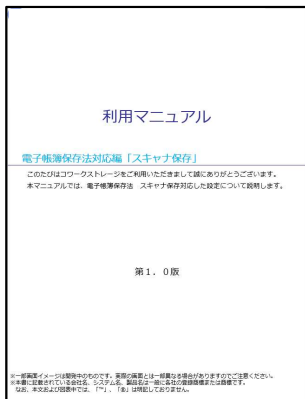 利用マニュアル
電子帳簿保存法対応編「スキャナ保存」
このたびはコワークストレージをご利用いただきまして誠にありがとうございます。
本マニュアルでは、電子帳簿保存法　スキャナ保存対応した設定について説明します。
第１．０版
※一部画面イメージは開発中のものです。実際の画面とは一部異なる場合がありますのでご注意ください。
※本書に記載されている会社名、システム名、製品名は一般に各社の登録商標または商標です。
なお、本文および図表中では、「™」、「®」は明記しておりません。